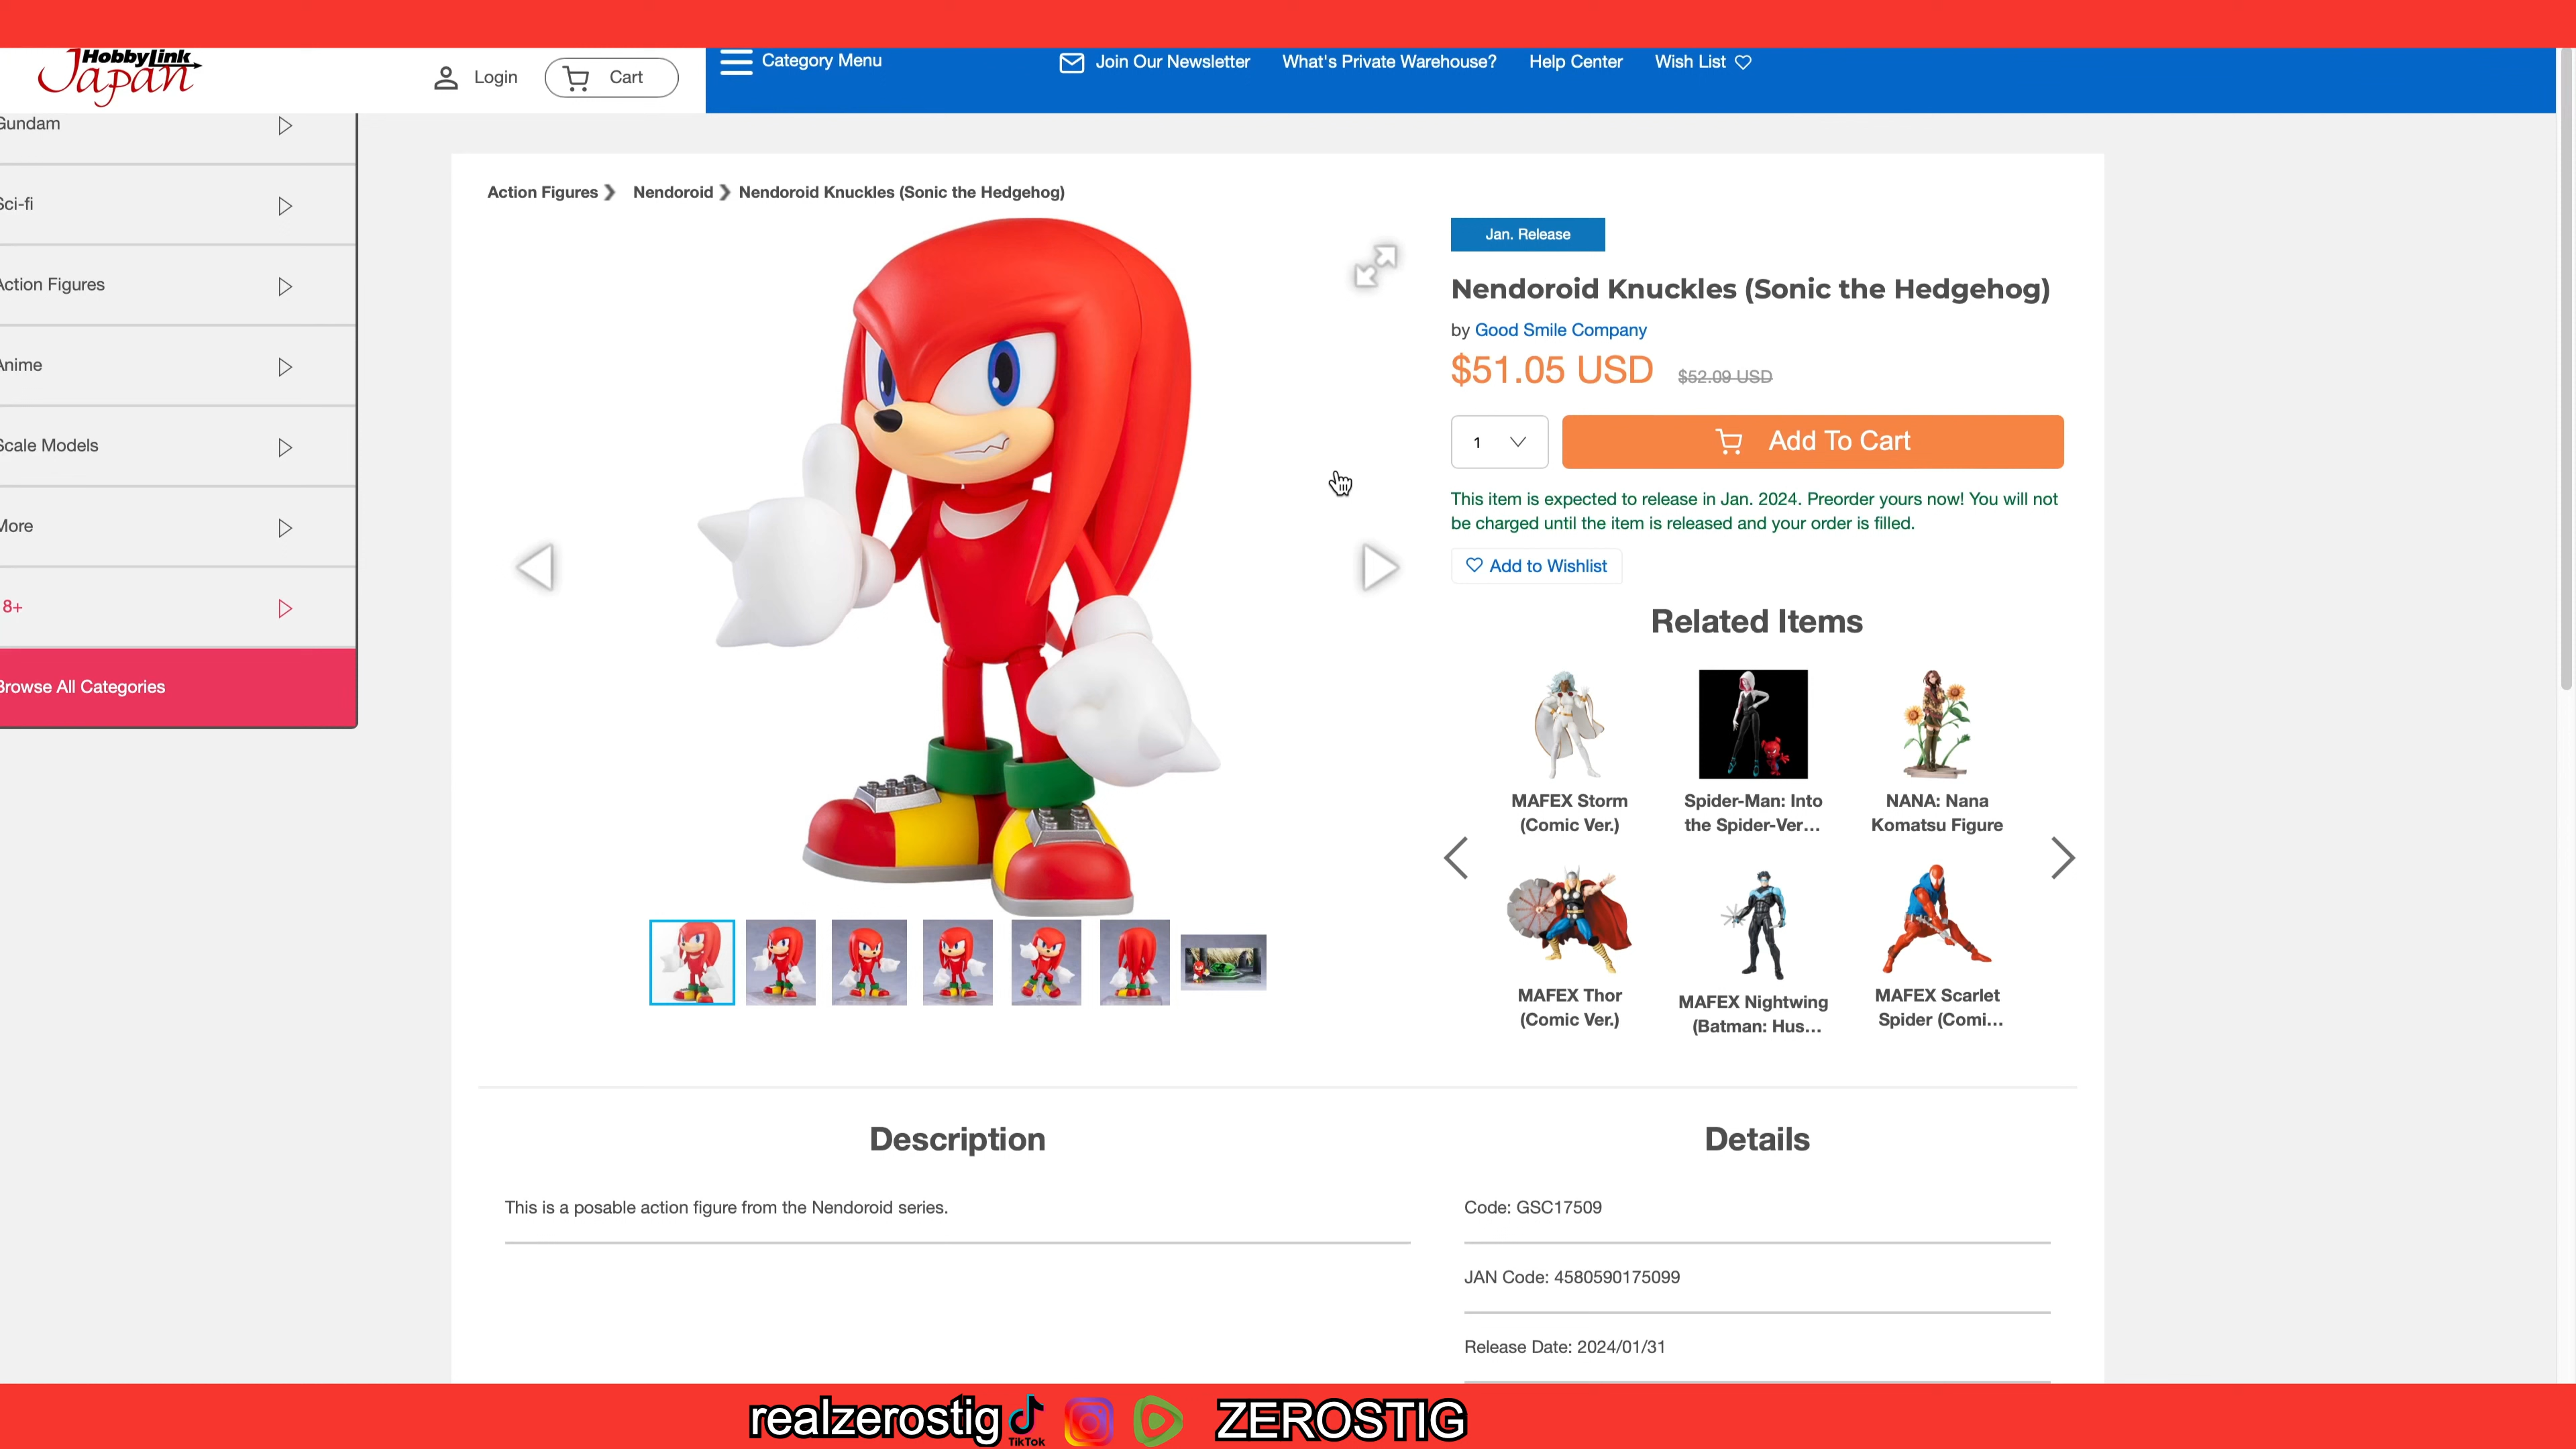 HobbyLink
Japan
Login
Cart
Category Menu
Join Our Newsletter
What's Private Warehouse?
Help Center
Wish List
Gundam
Sci-fi
Action Figures
Anime
Scale Models
More
8+
Browse All Categories
Action Figures
Nendoroid
Nendoroid Knuckles (Sonic the Hedgehog)
Jan. Release
Nendoroid Knuckles (Sonic the Hedgehog)
by Good Smile Company
$51.05 USD $52.09 USD
1
Add To Cart
This item is expected to release in Jan. 2024. Preorder yours now! You will not
be charged until the item is released and your order is filled.
Add to Wishlist
Related Items
MAFEX Storm
(Comic Ver.)
Spider-Man: Into
the Spider-Ver...
NANA: Nana
Komatsu Figure
MAFEX Thor
(Comic Ver.)
MAFEX Nightwing
(Batman: Hus...
MAFEX Scarlet
Spider (Comi...
Description
This is a posable action figure from the Nendoroid series.
Details
Code: GSC17509
JAN Code: 4580590175099
Release Date: 2024/01/31
realzerostig
TikTok
ZEROSTIG